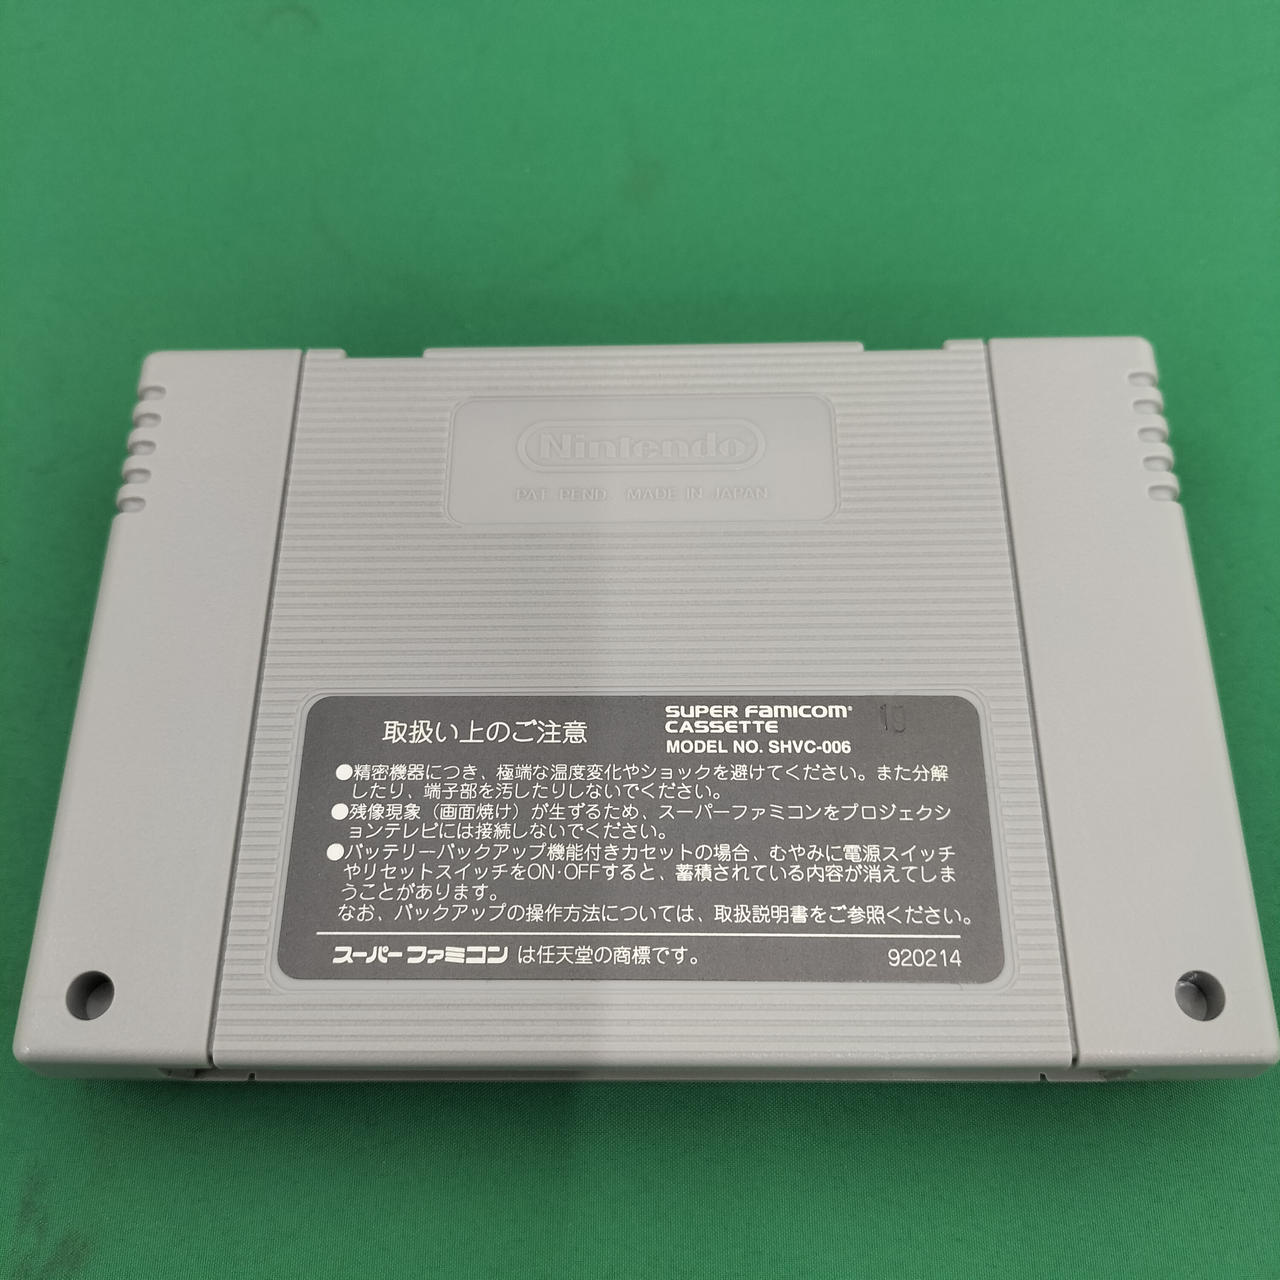 Nintendo
PAT. PEND. MADE IN JAPAN
取扱い上のご注意
SUPER FAMICOM
CASSETTE
MODEL NO. SHVC-006
10
●精密機器につき、極端な温度変化やショックを避けてください。また分解
したり、端子部を汚したりしないでください。
●残像現象（画面焼け）が生ずるため、スーパーファミコンをプロジェクシ
ョンテレビには接続しないでください。
●バッテリーバックアップ機能付きカセットの場合、むやみに電源スイッチ
やリセットスイッチをON・OFFすると、蓄積されている内容が消えてしま
うことがあります。
なお、バックアップの操作方法については、取扱説明書をご参照ください。
スーパーファミコン は任天堂の商標です。
920214